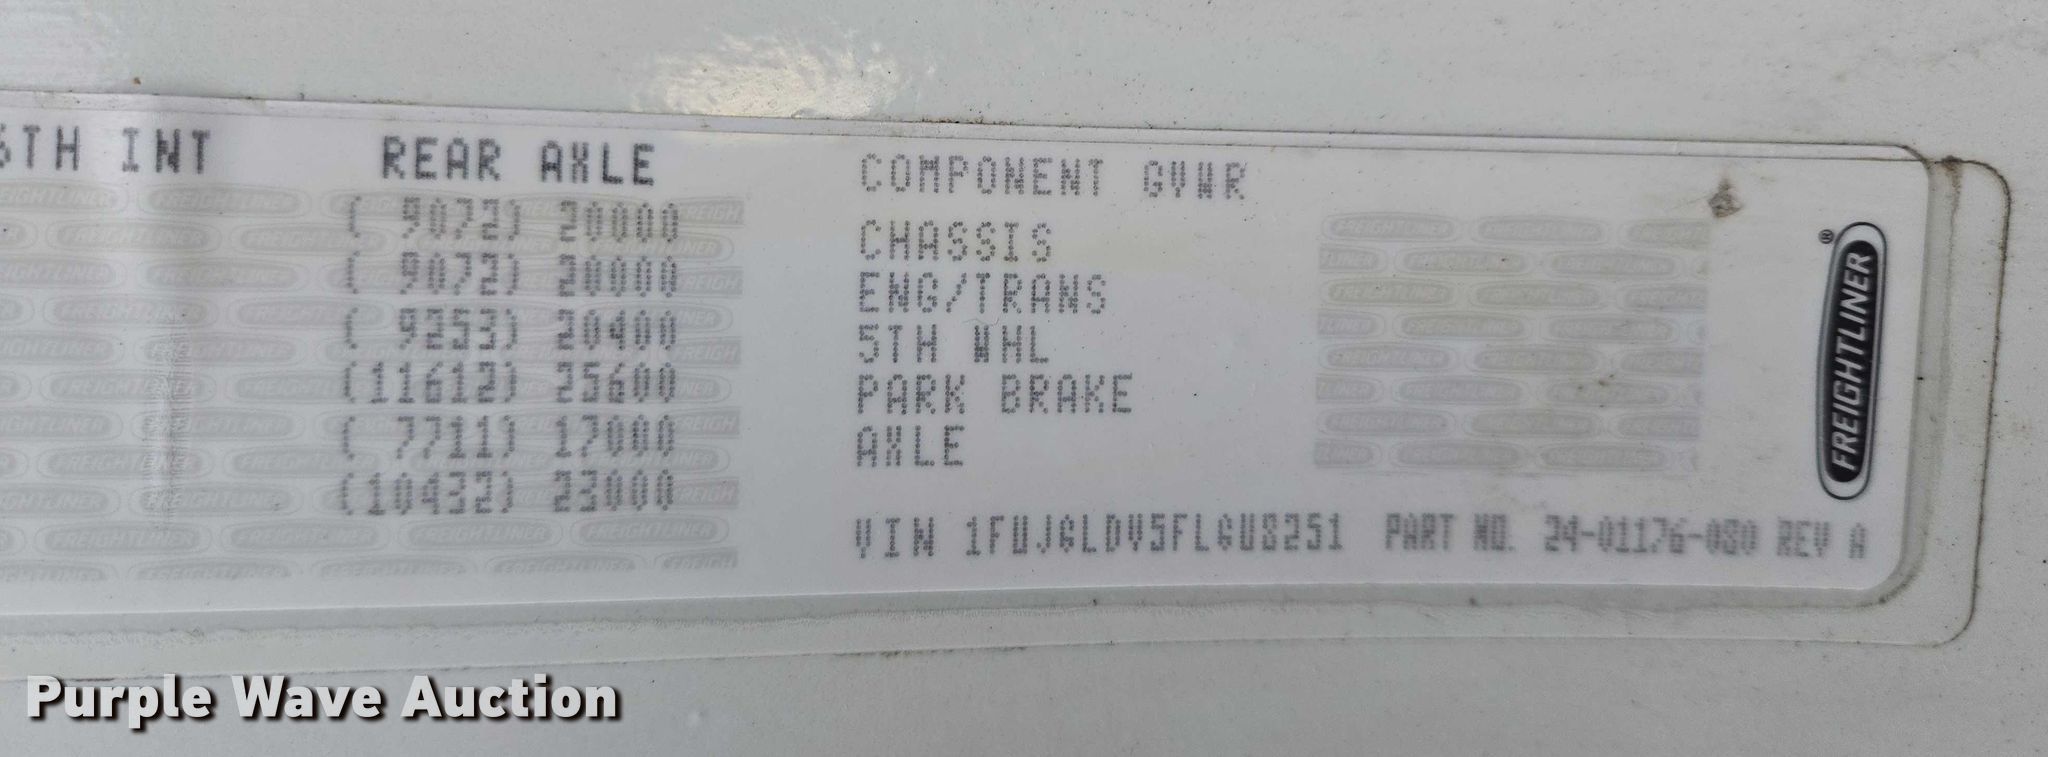 5TH INT REAR AXLE
( 9072) 20000
( 9072) 20000
( 9253) 20400
(11612) 25600
( 7711) 17000
(10433) 23000
COMPONENT GVWR
CHASSIS
ENG/TRANS
5TH WHL
PARK BRAKE
AXLE
VIN 1FUJGLDV5FLGU8251 PART NO. 24-01176-080 REV A
FREIGHTLINER®
Purple Wave Auction